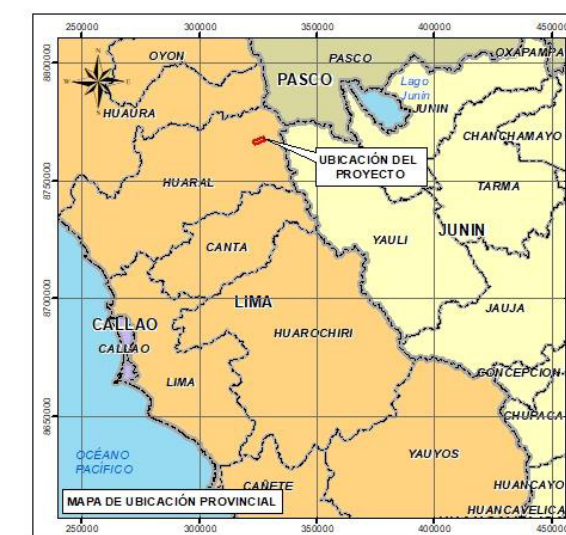 250000 300000 350000 400000 450000
8800000
8750000
8700000
8650000
N
W
OYON
PASCO
OXAPAMPA
PASCO
Lago
Junin
JUNIN
HUAURA
CHANCHAMAYO
UBICACIÓN DEL
PROYECTO
HUARAL
TARMA
CANTA
YAULI
JUNIN
LIMA
JAUJA
CALLAO
CALLAO
HUAROCHIRI
LIMA
CONCEPCION
CHUPACA
OCÉANO
PACÍFICO
YAUYOS
CAÑETE
HUANCAYO
MAPA DE UBICACIÓN PROVINCIAL
HUANCAVELICA
250000 300000 350000 400000 450000